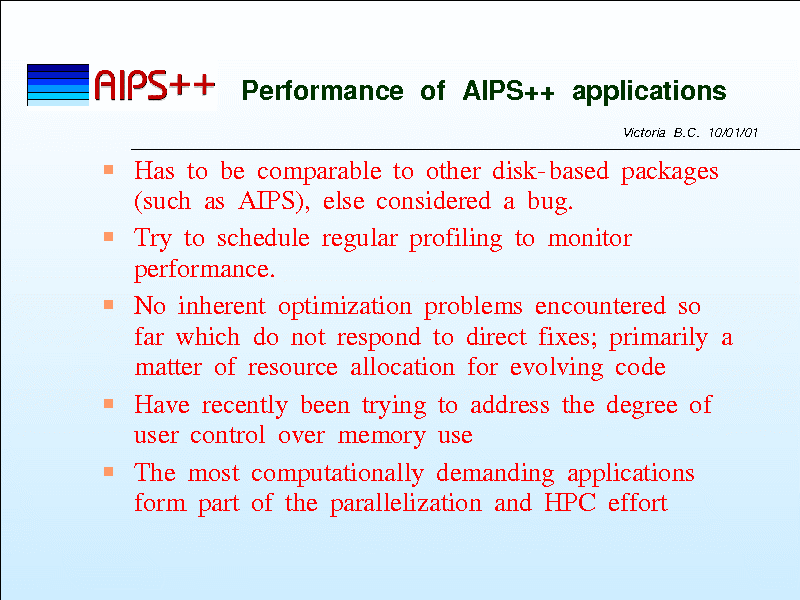 AIPS++
Performance of AIPS++ applications
Victoria B.C. 10/01/01
Has to be comparable to other disk-based packages
(such as AIPS), else considered a bug.
Try to schedule regular profiling to monitor
performance.
No inherent optimization problems encountered so
far which do not respond to direct fixes; primarily a
matter of resource allocation for evolving code
Have recently been trying to address the degree of
user control over memory use
The most computationally demanding applications
form part of the parallelization and HPC effort